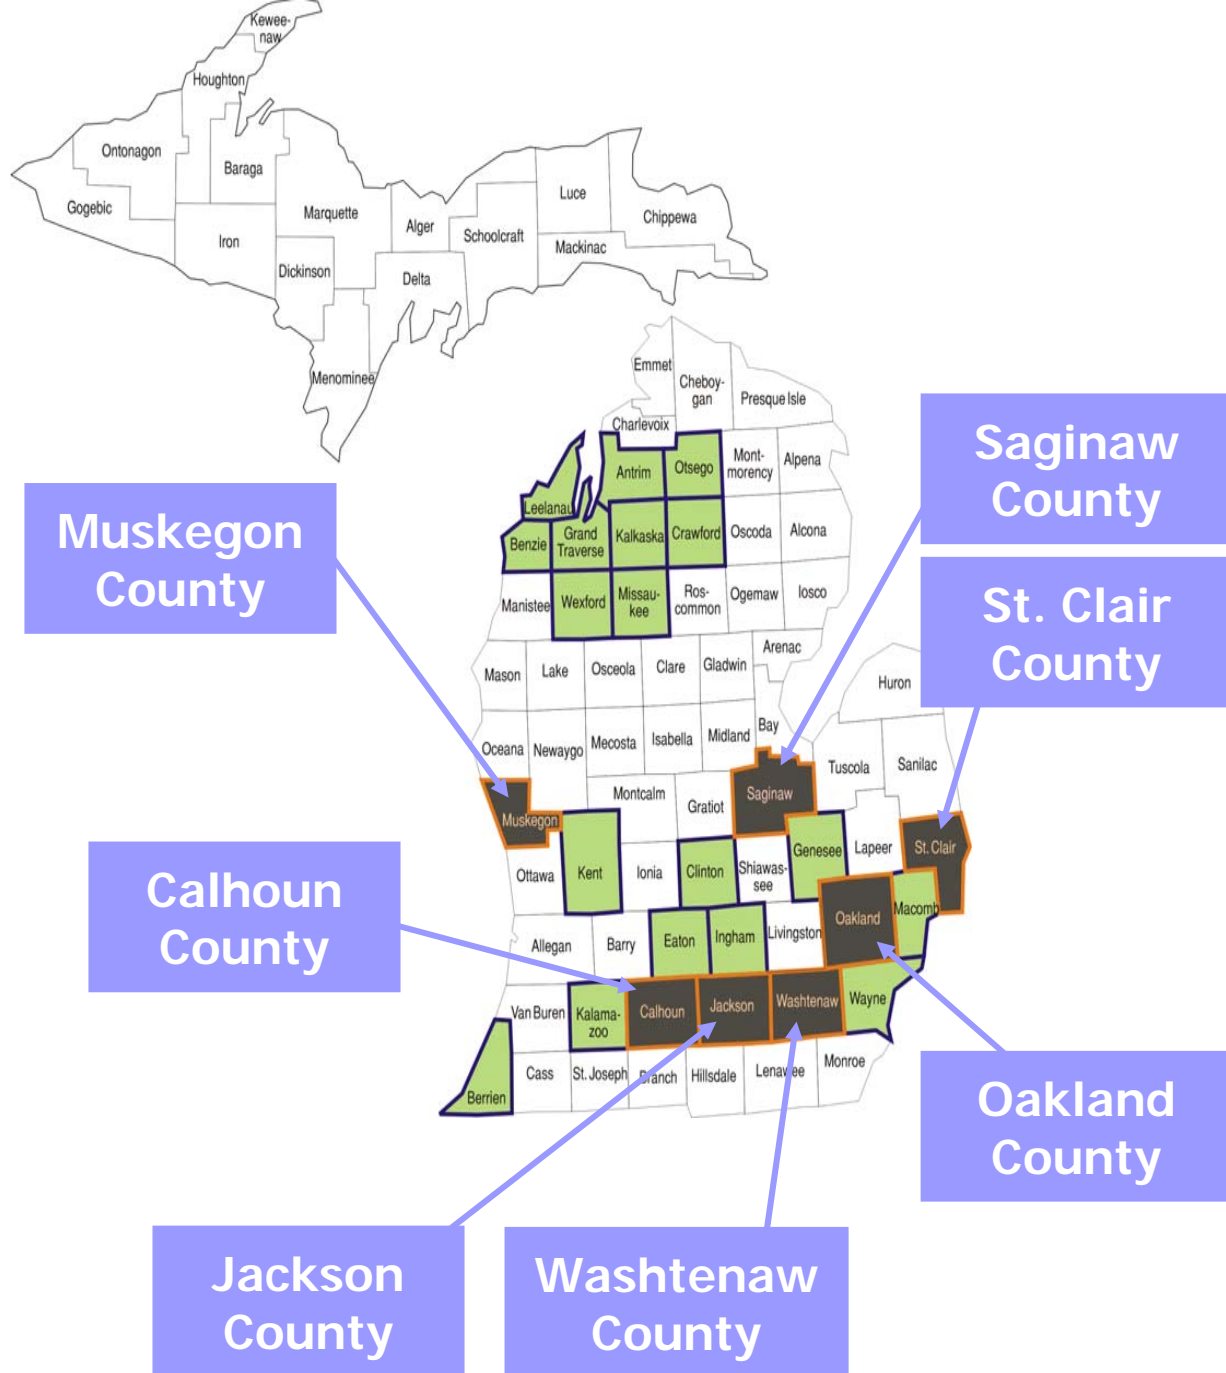 Kewee-
naw
Houghton
Ontonagon
Baraga
Gogebic
Marquette
Iron
Dickinson
Menominee
Alger
Delta
Schoolcraft
Luce
Mackinac
Chippewa
Emmet
Cheboy-
gan
Presque Isle
Charlevoix
Antrim
Otsego
Mont-
morency
Alpena
Leelanau
Benzie
Grand
Traverse
Kalkaska
Crawford
Oscoda
Alcona
Manistee
Wexford
Missau-
kee
Ros-
common
Ogemaw
Iosco
Mason
Lake
Osceola
Clare
Gladwin
Arenac
Huron
Oceana
Newaygo
Mecosta
Isabella
Midland
Bay
Tuscola
Sanilac
Muskegon
Montcalm
Gratiot
Saginaw
Ottawa
Kent
Ionia
Clinton
Shiawas-
see
Genesee
Lapeer
St. Clair
Allegan
Barry
Eaton
Ingham
Livingston
Oakland
Macomb
Van Buren
Kalama-
zoo
Calhoun
Jackson
Washtenaw
Wayne
Berrien
Cass
St. Joseph
Branch
Hillsdale
Lenawee
Monroe
Muskegon
County
Saginaw
County
St. Clair
County
Calhoun
County
Oakland
County
Jackson
County
Washtenaw
County